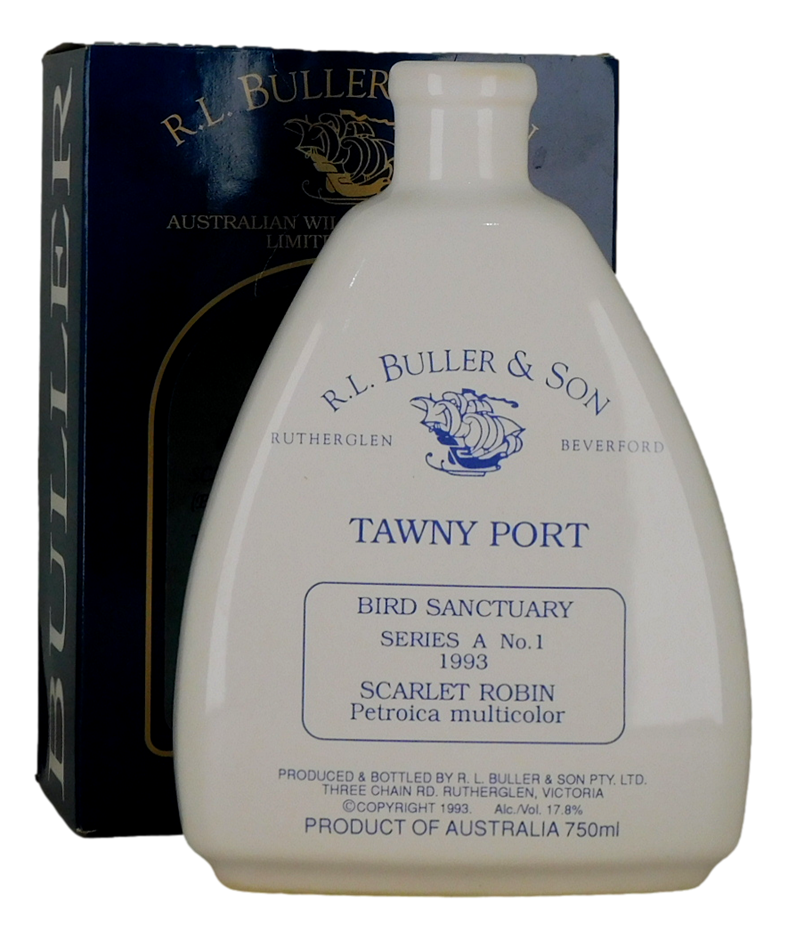 BULLER
R.L. BULLER
AUSTRALIAN
R.L. BULLER & SON
RUTHERGLEN BEVERFORD
TAWNY PORT
BIRD SANCTUARY
SERIES A No.1
1993
SCARLET ROBIN
Petroica multicolor
PRODUCED & BOTTLED BY R. L. BULLER & SON PTY. LTD.
THREE CHAIN RD. RUTHERGLEN, VICTORIA
©COPYRIGHT 1993. Alc./Vol. 17.8%
PRODUCT OF AUSTRALIA 750ml